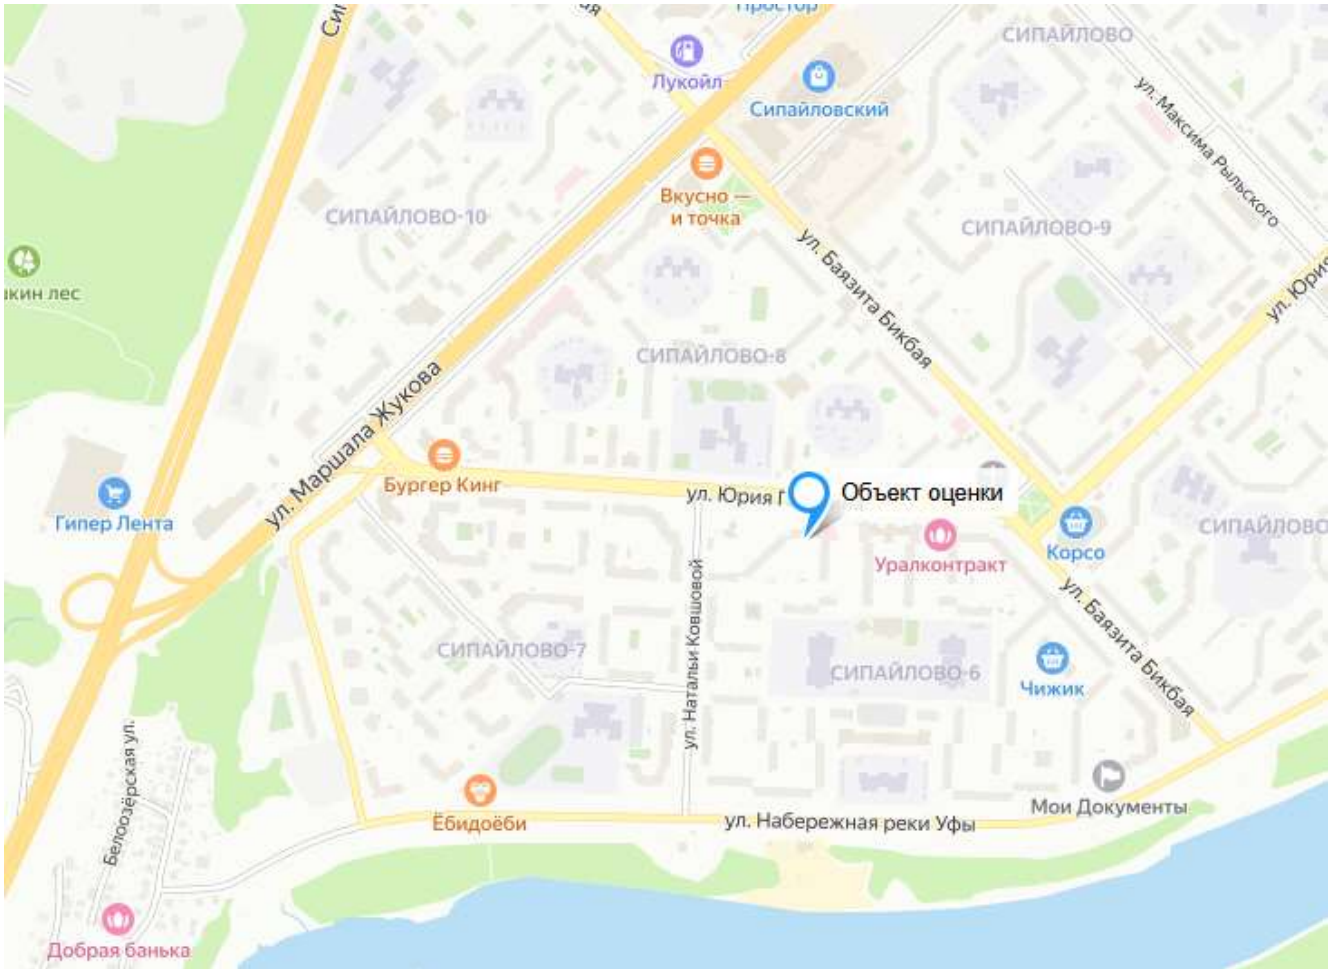 Простор
СИПАЙЛОВО
Лукойл
Сипайловский
ул. Максима Рыльского
Вкусно —
и точка
СИПАЙЛОВО-10
СИПАЙЛОВО-9
ул. Баязита Бикбая
ул. Юрия
лес
СИПАЙЛОВО-8
ул. Маршала Жукова
Бургер Кинг
ул. Юрия Г
Объект оценки
Гипер Лента
Корсо
СИПАЙЛОВО
Уралконтракт
ул. Натальи Ковшовой
ул. Баязита Бикбая
СИПАЙЛОВО-7
СИПАЙЛОВО-6
Чижик
Белоозёрская ул.
Мои Документы
Ёбидоёби
ул. Набережная реки Уфы
Добрая банька